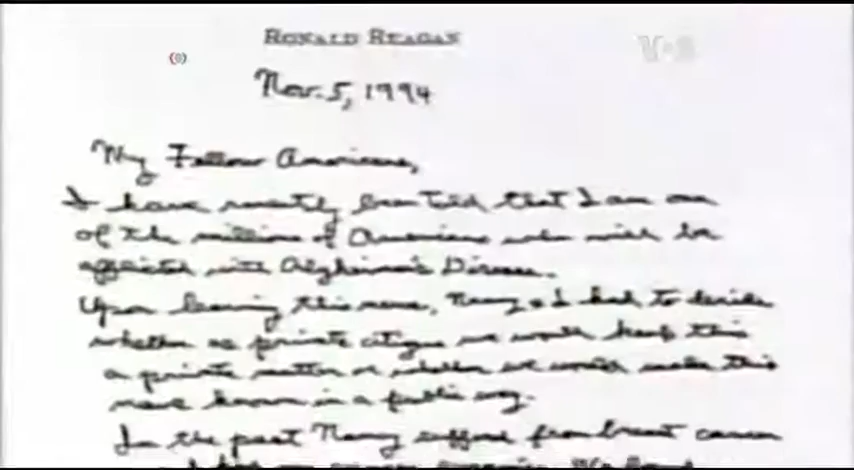 RONALD REAGAN
VOA
Nov. 5, 1994
My Fellow Americans,
I have recently been told that I am one
of the millions of Americans who will be
afflicted with Alzheimer's Disease.
Upon learning this news, Nancy & I had to decide
whether as private citizens we would keep this
a private matter or whether we would make this
news known in a public way.
In the past Nancy suffered from breast cancer